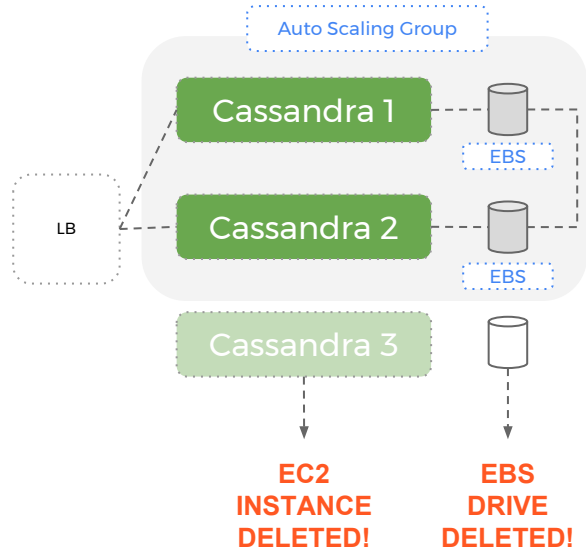 Auto Scaling Group
Cassandra 1
EBS
LB
Cassandra 2
EBS
Cassandra 3
EC2
INSTANCE
DELETED!
EBS
DRIVE
DELETED!